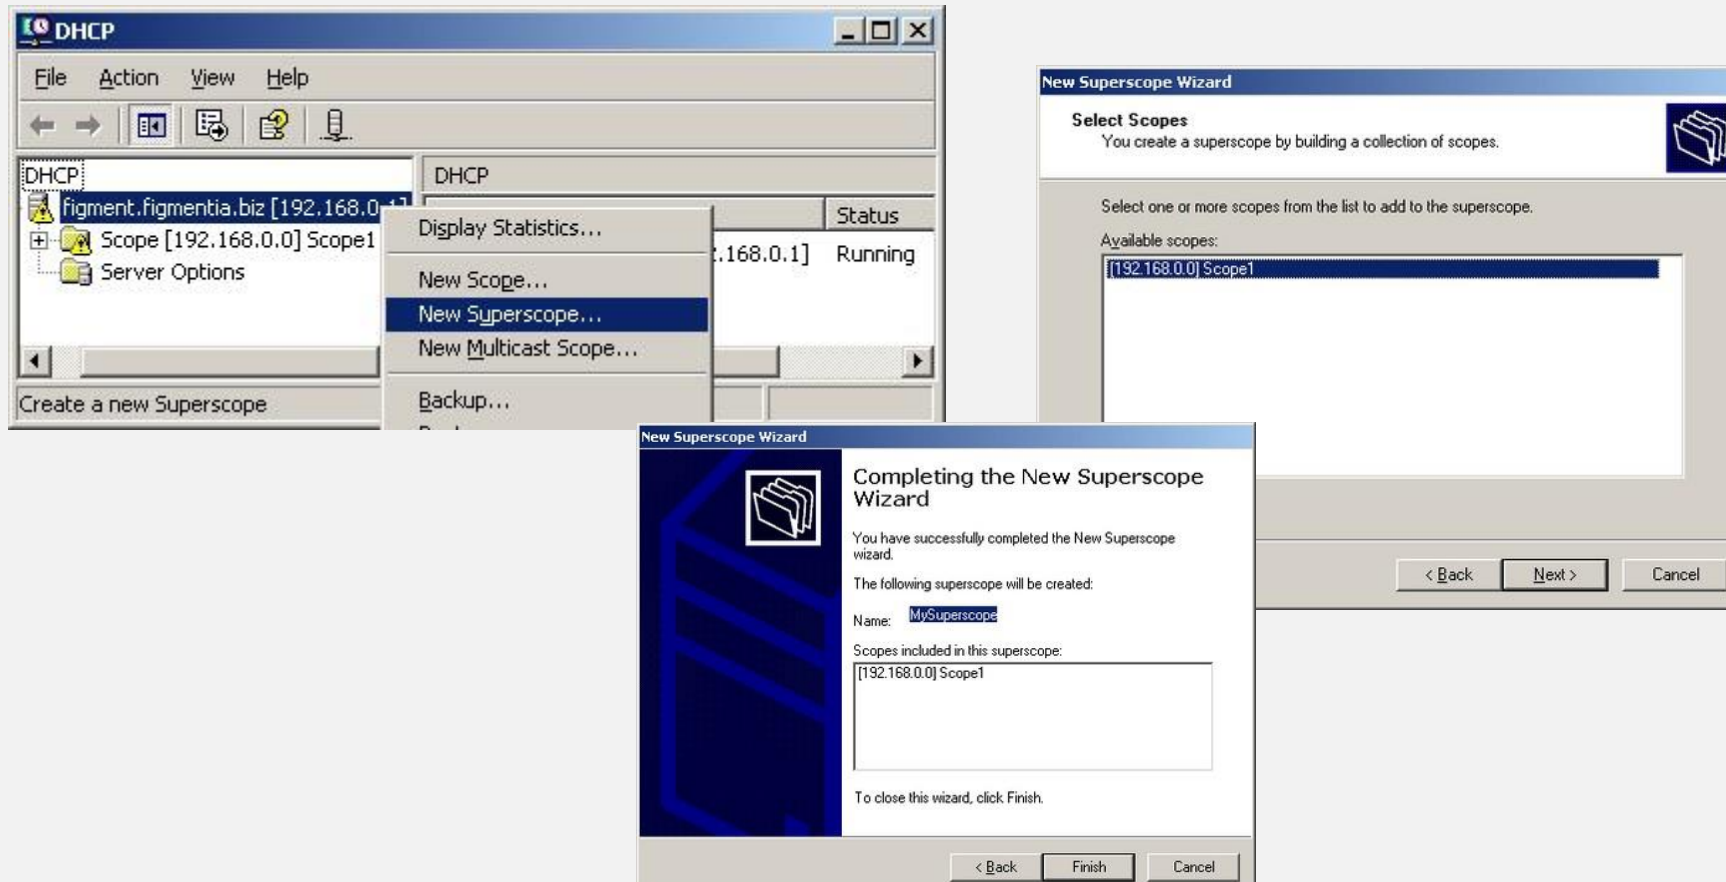 DHCP
File Action View Help
DHCP
DHCP
figment.figmentia.biz [192.168.0.1]
Status
Scope [192.168.0.0] Scope1
.168.0.1] Running
Server Options
Display Statistics...
New Scope...
New Superscope...
New Multicast Scope...
Backup...
Create a new Superscope
New Superscope Wizard
Select Scopes
You create a superscope by building a collection of scopes.
Select one or more scopes from the list to add to the superscope.
Available scopes:
[192.168.0.0] Scope1
< Back Next > Cancel
New Superscope Wizard
Completing the New Superscope
Wizard
You have successfully completed the New Superscope
wizard.
The following superscope will be created:
Name: MySuperscope
Scopes included in this superscope:
[192.168.0.0] Scope1
To close this wizard, click Finish.
< Back Finish Cancel